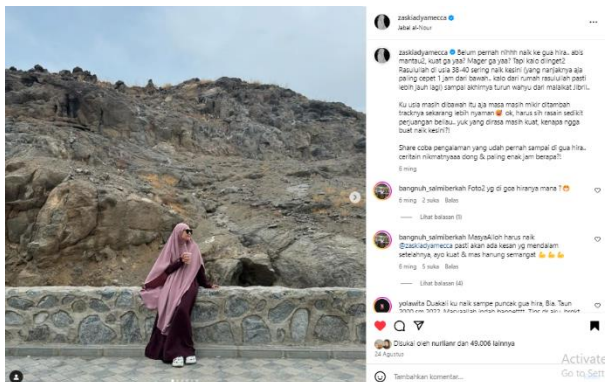 zaskiadyamecca
Jabal al-Nour
zaskiadyamecca Belum pernah nihhh naik ke gua hira.. abis
mantau2, kuat ga yaa? Mager ga yaa? Tapi kalo diinget2
Rasulullah di usia 38-40 sering naik kesini (yang nanjaknya aja
paling cepet 1 jam dari bawah.. kalo dari rumah rasulullah pasti
lebih jauh lagi) sampai akhirnya turun wahyu dari malaikat Jibril..
Ku usia masih dibawah itu aja masa masih mikir ditambah
tracknya sekarang lebih nyaman ok, harus sih rasain sedikit
perjuangan beliau.. yuk yang dirasa masih kuat, kenapa ngga
buat naik kesini?!
Share coba pengalaman yang udah pernah sampai di gua hira..
ceritain nikmatnyaaa dong & paling enak jam berapa?!
6 ming
bangnuh_salmiberkah Foto2 yg di goa hiranya mana ?
6 ming 2 suka Balas
Lihat balasan (1)
bangnuh_salmiberkah MasyaAlloh harus naik
@zaskiadyamecca pasti akan ada kesan yg mendalam
setelahnya, ayo kuat & mas hanung semangat
6 ming 5 suka Balas
Lihat balasan (4)
yolawita Duakali ku naik sampe puncak gua hira, Bia. Taun
Disukai oleh nurlianr dan 49.006 lainnya
24 Agustus
Tambahkan komentar...
Activate
Go to Sett